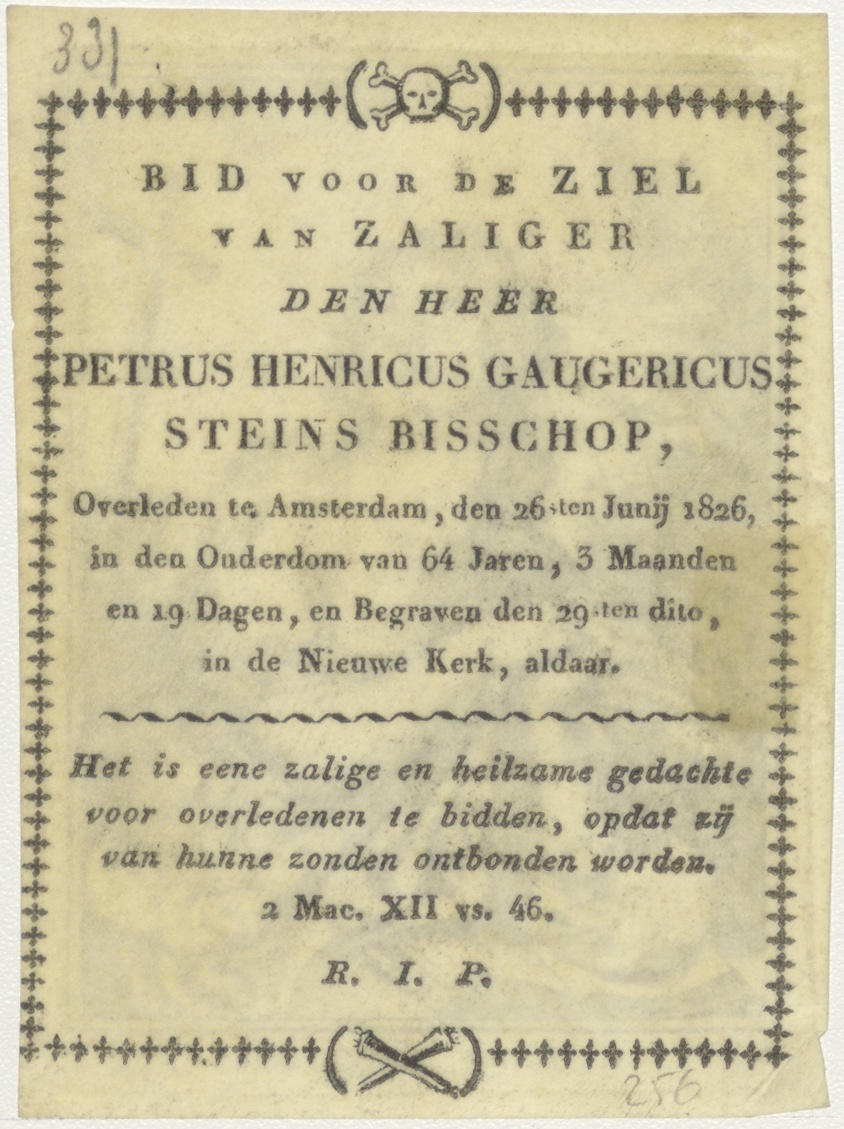 331
BID VOOR DE ZIEL
VAN ZALIGER
DEN HEER
PETRUS HENRICUS GAUGERICUS
STEINS BISSCHOP,
Overleden te Amsterdam, den 26sten Junij 1826,
in den Ouderdom van 64 Jaren, 3 Maanden
en 19 Dagen, en Begraven den 29sten dito,
in de Nieuwe Kerk, aldaar.
Het is eene zalige en heilzame gedachte
voor overledenen te bidden, opdat zij
van hunne zonden ontbonden worden.
2 Mac. XII vs. 46.
R. I. P.
256